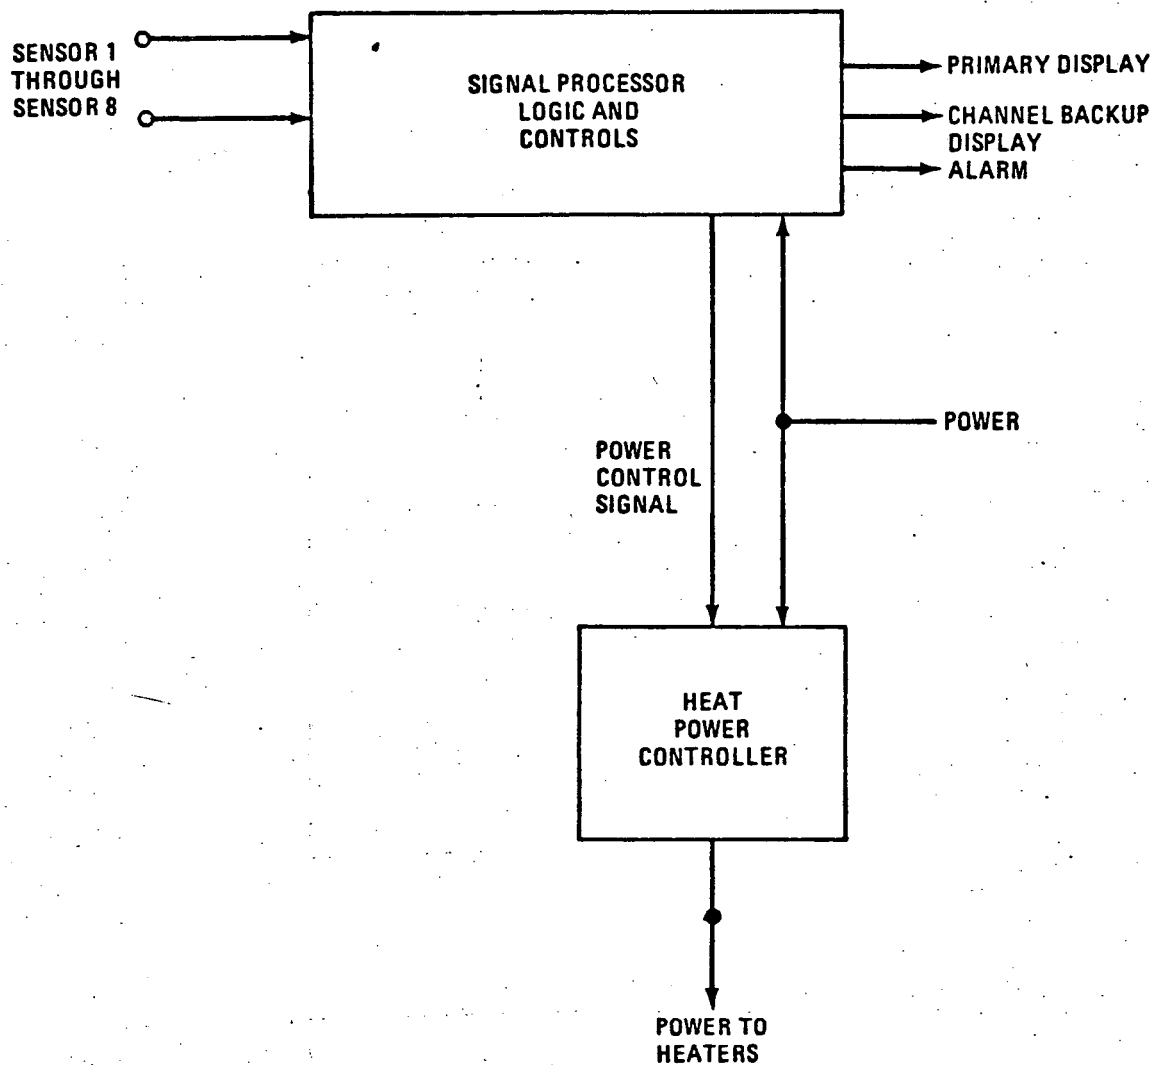 SENSOR 1
THROUGH
SENSOR 8
SIGNAL PROCESSOR
LOGIC AND
CONTROLS
PRIMARY DISPLAY
CHANNEL BACKUP
DISPLAY
ALARM
POWER
POWER
CONTROL
SIGNAL
HEAT
POWER
CONTROLLER
POWER TO
HEATERS